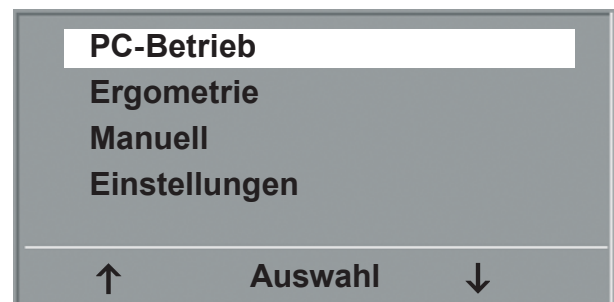 PC-Betrieb
Ergometrie
Manuell
Einstellungen
↑ Auswahl ↓